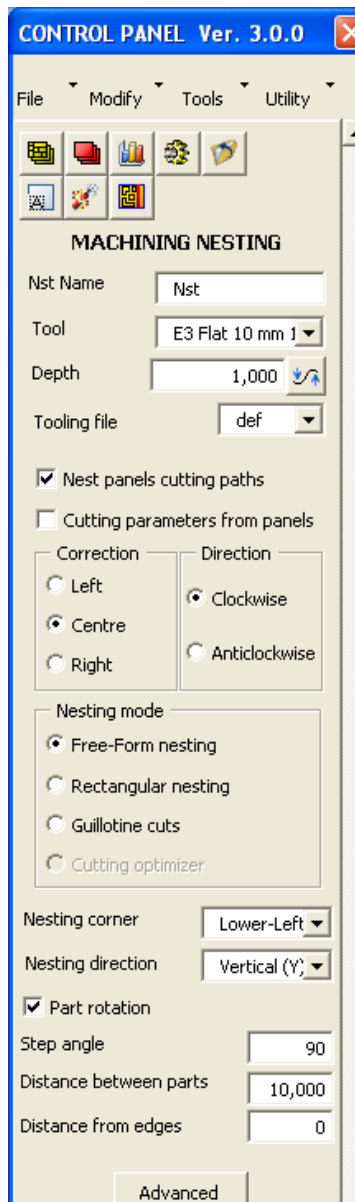 CONTROL PANEL Ver. 3.0.0
File Modify Tools Utility
MACHINING NESTING
Nst Name Nst
Tool E3 Flat 10 mm 1
Depth 1,000
Tooling file def
Nest panels cutting paths
Cutting parameters from panels
Correction Direction
Left
Clockwise
Centre
Anticlockwise
Right
Nesting mode
Free-Form nesting
Rectangular nesting
Guillotine cuts
Cutting optimizer
Nesting corner Lower-Left
Nesting direction Vertical (Y)
Part rotation
Step angle 90
Distance between parts 10,000
Distance from edges 0
Advanced